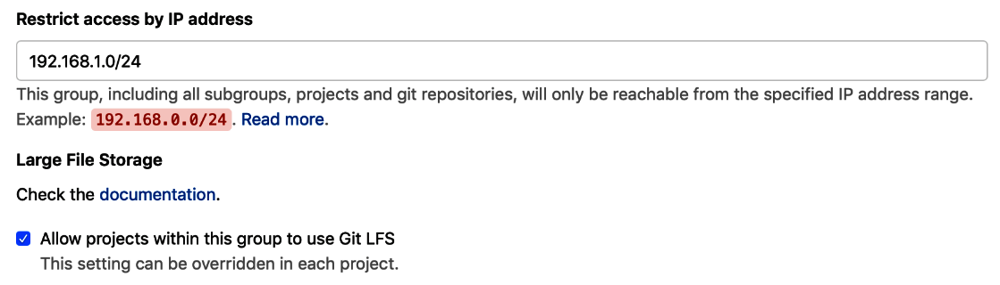 Restrict access by IP address
192.168.1.0/24
This group, including all subgroups, projects and git repositories, will only be reachable from the specified IP address range.
Example: 192.168.0.0/24. Read more.
Large File Storage
Check the documentation.
Allow projects within this group to use Git LFS
This setting can be overridden in each project.